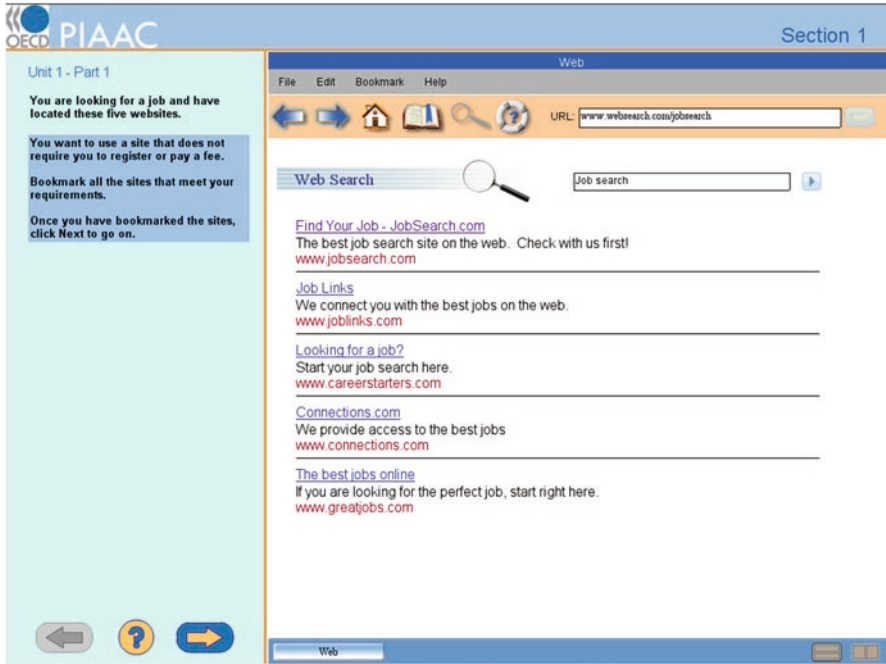 OECD PIAAC
Section 1
Unit 1 - Part 1
You are looking for a job and have
located these five websites.
You want to use a site that does not
require you to register or pay a fee.
Bookmark all the sites that meet your
requirements.
Once you have bookmarked the sites,
click Next to go on.
Web
File Edit Bookmark Help
URL: www.websearch.com/jobsearch
Web Search
Job search
Find Your Job - JobSearch.com
The best job search site on the web. Check with us first!
www.jobsearch.com
Job Links
We connect you with the best jobs on the web.
www.joblinks.com
Looking for a job?
Start your job search here.
www.careerstarters.com
Connections.com
We provide access to the best jobs
www.connections.com
The best jobs online
If you are looking for the perfect job, start right here.
www.greatjobs.com
?
Web